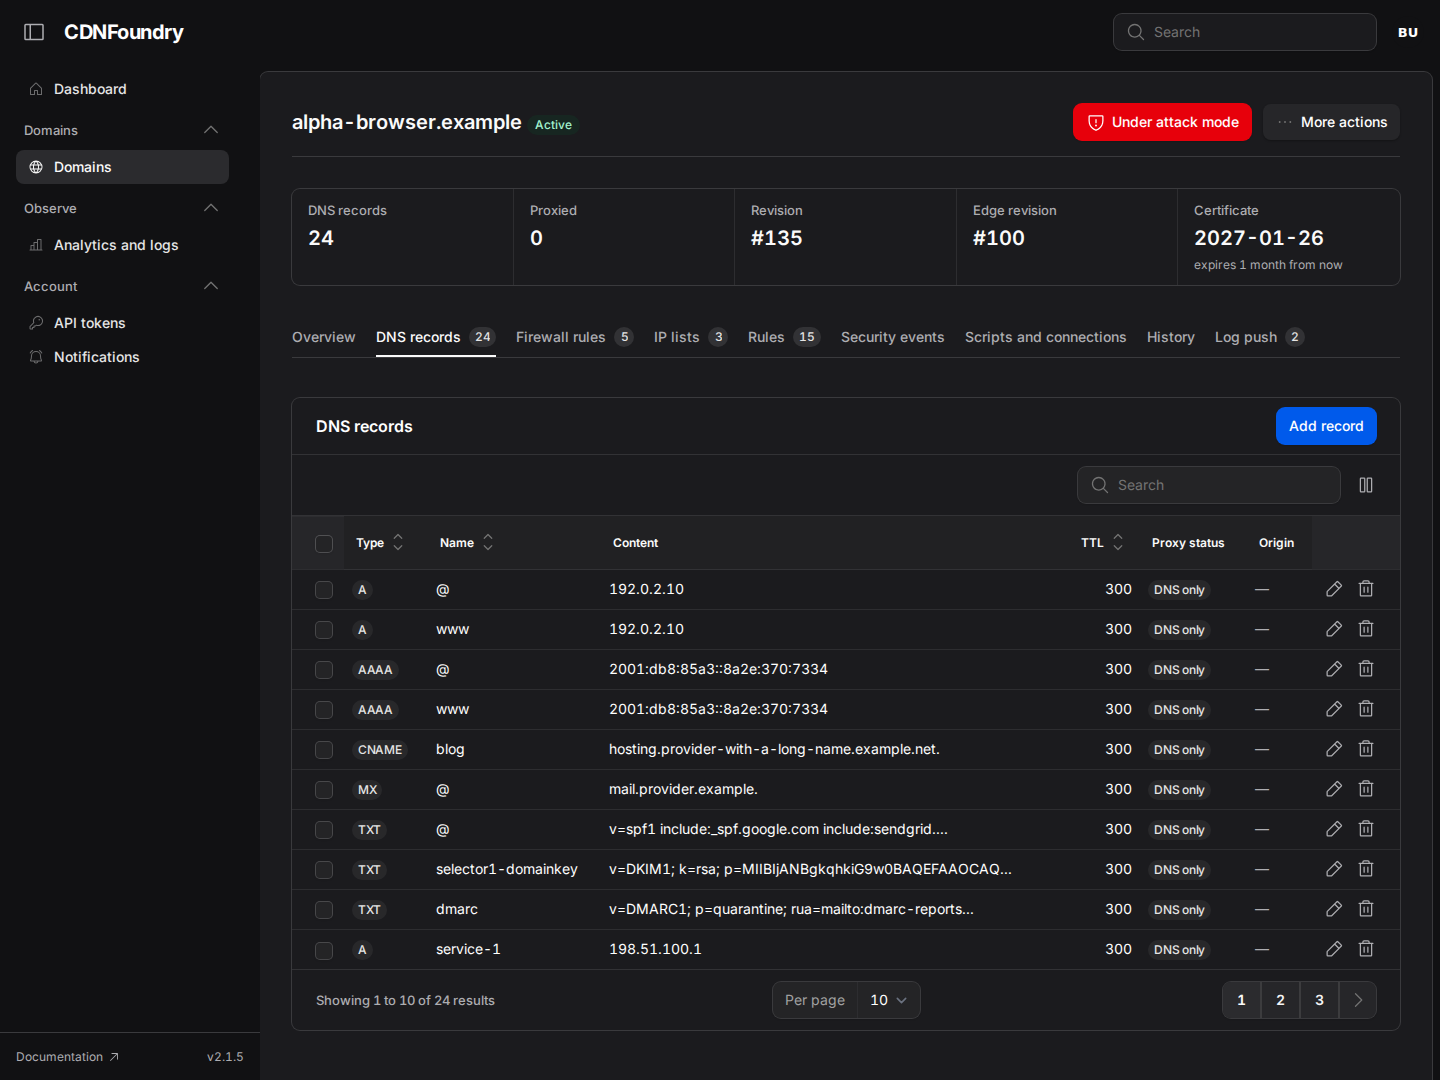 CDNFoundry
Search
BU
Dashboard
Domains
Domains
Observe
Analytics and logs
Account
API tokens
Notifications
Documentation
v2.1.5
alpha-browser.example Active
Under attack mode
More actions
DNS records
24
Proxied
0
Revision
#135
Edge revision
#100
Certificate
2027-01-26
expires 1 month from now
Overview DNS records 24 Firewall rules 5 IP lists 3 Rules 15 Security events Scripts and connections History Log push 2
DNS records
Add record
Search
Type Name Content TTL Proxy status Origin
A @ 192.0.2.10 300 DNS only —
A www 192.0.2.10 300 DNS only —
AAAA @ 2001:db8:85a3::8a2e:370:7334 300 DNS only —
AAAA www 2001:db8:85a3::8a2e:370:7334 300 DNS only —
CNAME blog hosting.provider-with-a-long-name.example.net. 300 DNS only —
MX @ mail.provider.example. 300 DNS only —
TXT @ v=spf1 include:_spf.google.com include:sendgrid.... 300 DNS only —
TXT selector1-domainkey v=DKIM1; k=rsa; p=MIIBIjANBgkqhkiG9w0BAQEFAAOCAQ... 300 DNS only —
TXT dmarc v=DMARC1; p=quarantine; rua=mailto:dmarc-reports... 300 DNS only —
A service-1 198.51.100.1 300 DNS only —
Showing 1 to 10 of 24 results
Per page 10
1 2 3